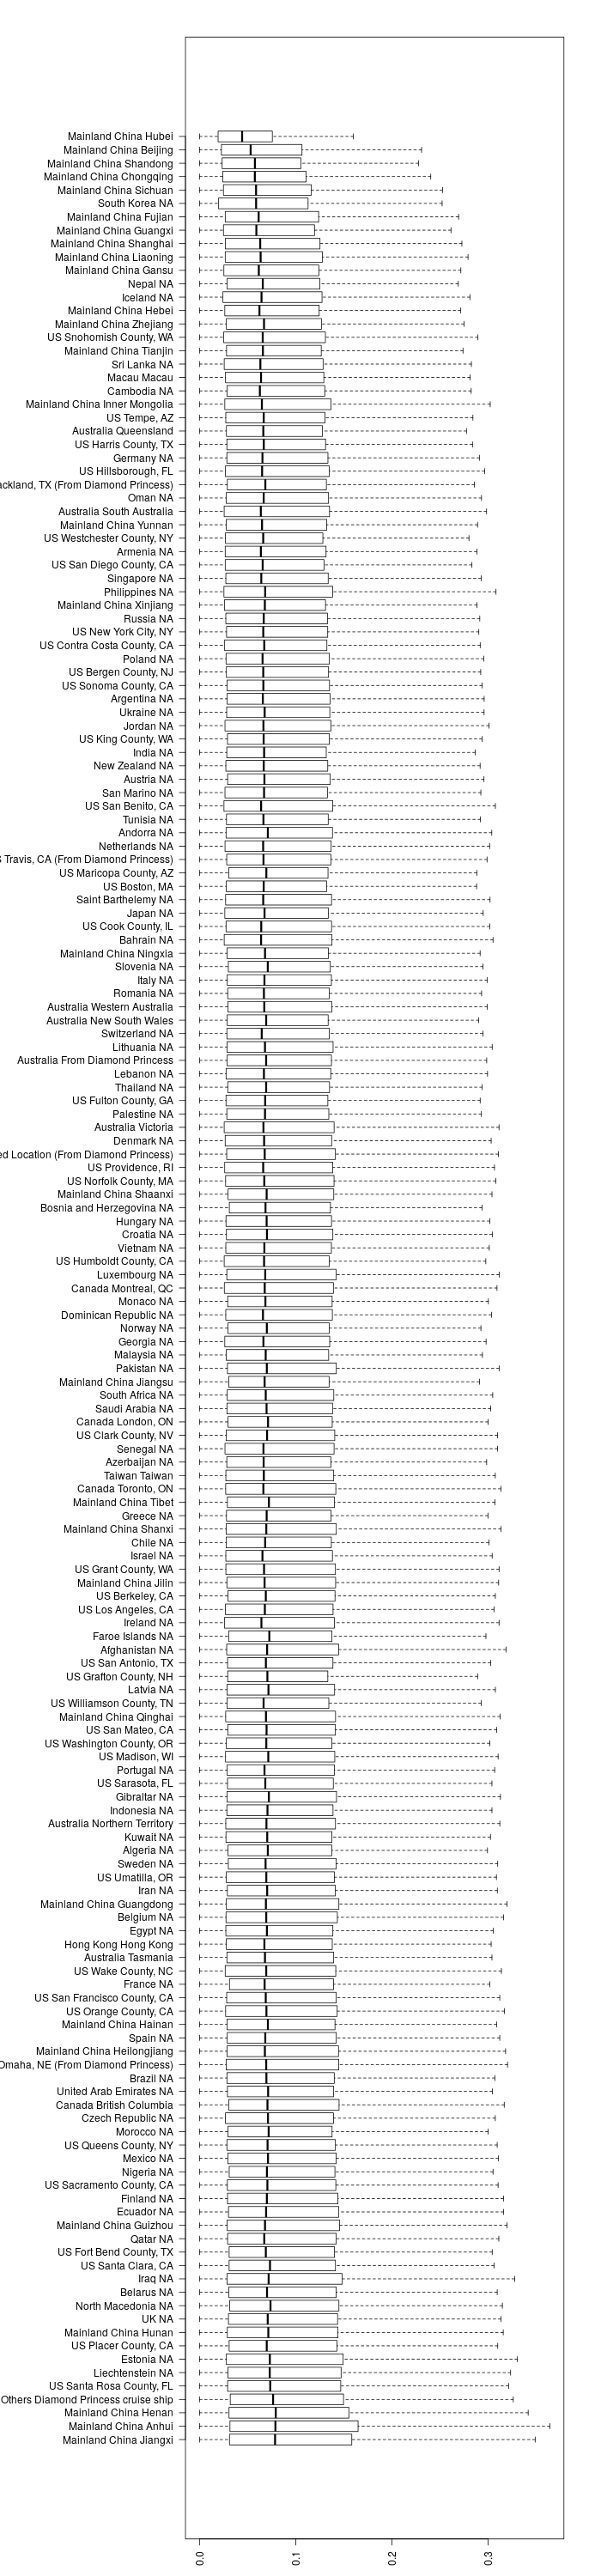 Mainland China Hubei
Mainland China Beijing
Mainland China Shandong
Mainland China Chongqing
Mainland China Sichuan
South Korea NA
Mainland China Fujian
Mainland China Guangxi
Mainland China Shanghai
Mainland China Liaoning
Mainland China Gansu
Nepal NA
Iceland NA
Mainland China Hebei
Mainland China Zhejiang
US Snohomish County, WA
Mainland China Tianjin
Sri Lanka NA
Macau Macau
Cambodia NA
Mainland China Inner Mongolia
US Tempe, AZ
Australia Queensland
US Harris County, TX
Germany NA
US Hillsborough, FL
ackland, TX (From Diamond Princess)
Oman NA
Australia South Australia
Mainland China Yunnan
US Westchester County, NY
Armenia NA
US San Diego County, CA
Singapore NA
Philippines NA
Mainland China Xinjiang
Russia NA
US New York City, NY
US Contra Costa County, CA
Poland NA
US Bergen County, NJ
US Sonoma County, CA
Argentina NA
Ukraine NA
Jordan NA
US King County, WA
India NA
New Zealand NA
Austria NA
San Marino NA
US San Benito, CA
Tunisia NA
Andorra NA
Netherlands NA
S Travis, CA (From Diamond Princess)
US Maricopa County, AZ
US Boston, MA
Saint Barthelemy NA
Japan NA
US Cook County, IL
Bahrain NA
Mainland China Ningxia
Slovenia NA
Italy NA
Romania NA
Australia Western Australia
Australia New South Wales
Switzerland NA
Lithuania NA
Australia From Diamond Princess
Lebanon NA
Thailand NA
US Fulton County, GA
Palestine NA
Australia Victoria
Denmark NA
ed Location (From Diamond Princess)
US Providence, RI
US Norfolk County, MA
Mainland China Shaanxi
Bosnia and Herzegovina NA
Hungary NA
Croatia NA
Vietnam NA
US Humboldt County, CA
Luxembourg NA
Canada Montreal, QC
Monaco NA
Dominican Republic NA
Norway NA
Georgia NA
Malaysia NA
Pakistan NA
Mainland China Jiangsu
South Africa NA
Saudi Arabia NA
Canada London, ON
US Clark County, NV
Senegal NA
Azerbaijan NA
Taiwan Taiwan
Canada Toronto, ON
Mainland China Tibet
Greece NA
Mainland China Shanxi
Chile NA
Israel NA
US Grant County, WA
Mainland China Jilin
US Berkeley, CA
US Los Angeles, CA
Ireland NA
Faroe Islands NA
Afghanistan NA
US San Antonio, TX
US Grafton County, NH
Latvia NA
US Williamson County, TN
Mainland China Qinghai
US San Mateo, CA
US Washington County, OR
US Madison, WI
Portugal NA
US Sarasota, FL
Gibraltar NA
Indonesia NA
Australia Northern Territory
Kuwait NA
Algeria NA
Sweden NA
US Umatilla, OR
Iran NA
Mainland China Guangdong
Belgium NA
Egypt NA
Hong Kong Hong Kong
Australia Tasmania
US Wake County, NC
France NA
US San Francisco County, CA
US Orange County, CA
Mainland China Hainan
Spain NA
Mainland China Heilongjiang
Omaha, NE (From Diamond Princess)
Brazil NA
United Arab Emirates NA
Canada British Columbia
Czech Republic NA
Morocco NA
US Queens County, NY
Mexico NA
Nigeria NA
US Sacramento County, CA
Finland NA
Ecuador NA
Mainland China Guizhou
Qatar NA
US Fort Bend County, TX
US Santa Clara, CA
Iraq NA
Belarus NA
North Macedonia NA
UK NA
Mainland China Hunan
US Placer County, CA
Estonia NA
Liechtenstein NA
US Santa Rosa County, FL
Others Diamond Princess cruise ship
Mainland China Henan
Mainland China Anhui
Mainland China Jiangxi
0.0
0.1
0.2
0.3